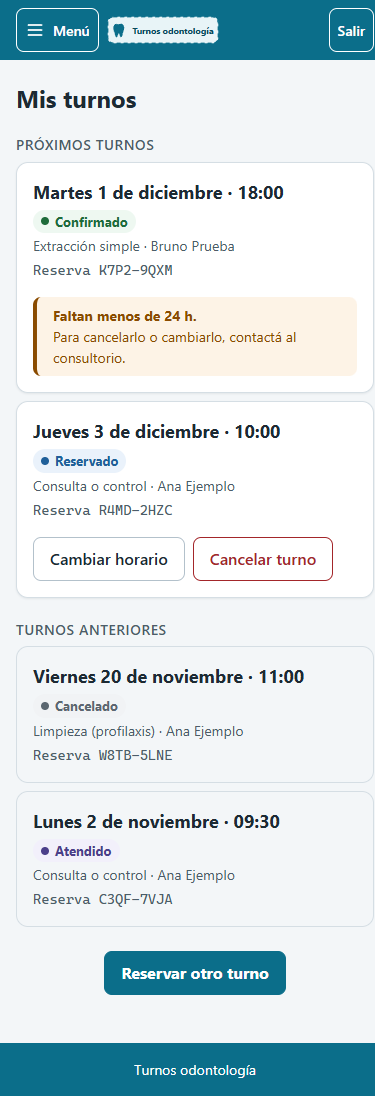 Menú
Turnos odontología
Salir
Mis turnos
PRÓXIMOS TURNOS
Martes 1 de diciembre · 18:00
Confirmado
Extracción simple · Bruno Prueba
Reserva K7P2-9QXM
Faltan menos de 24 h.
Para cancelarlo o cambiarlo, contactá al
consultorio.
Jueves 3 de diciembre · 10:00
Reservado
Consulta o control · Ana Ejemplo
Reserva R4MD-2HZC
Cambiar horario
Cancelar turno
TURNOS ANTERIORES
Viernes 20 de noviembre · 11:00
Cancelado
Limpieza (profilaxis) · Ana Ejemplo
Reserva W8TB-5LNE
Lunes 2 de noviembre · 09:30
Atendido
Consulta o control · Ana Ejemplo
Reserva C3QF-7VJA
Reservar otro turno
Turnos odontología